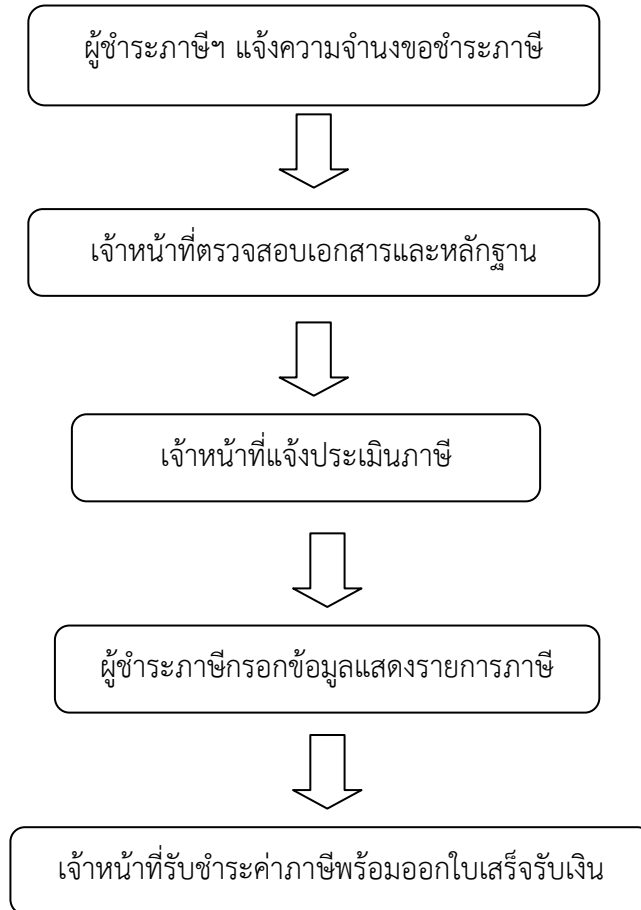 ผู้ชำระภาษีฯ แจ้งความจำนงขอชำระภาษี
เจ้าหน้าที่ตรวจสอบเอกสารและหลักฐาน
เจ้าหน้าที่แจ้งประเมินภาษี
ผู้ชำระภาษีกรอกข้อมูลแสดงรายการภาษี
เจ้าหน้าที่รับชำระค่าภาษีพร้อมออกใบเสร็จรับเงิน